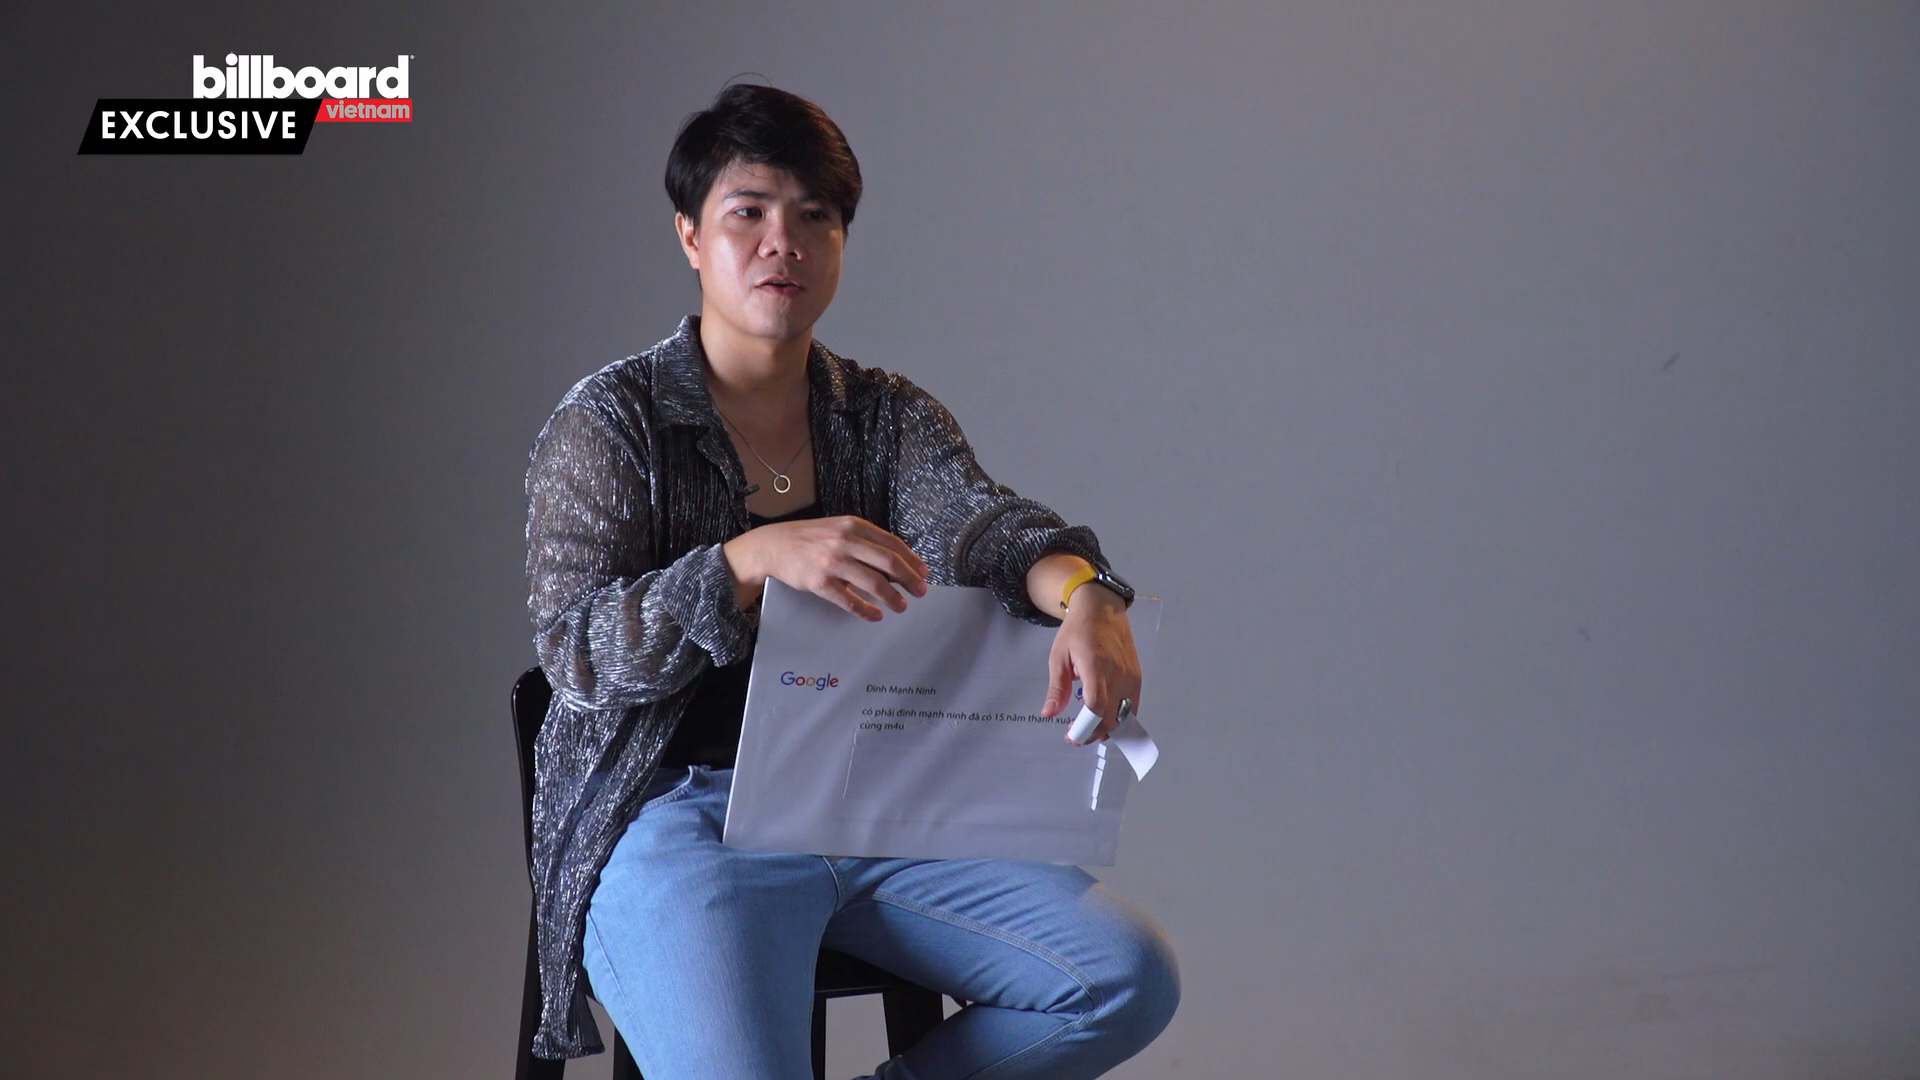 billboard
vietnam
EXCLUSIVE
Google
Đinh Mạnh Ninh
có phải đinh mạnh ninh đã có 15 năm thanh xuân
cùng m4u